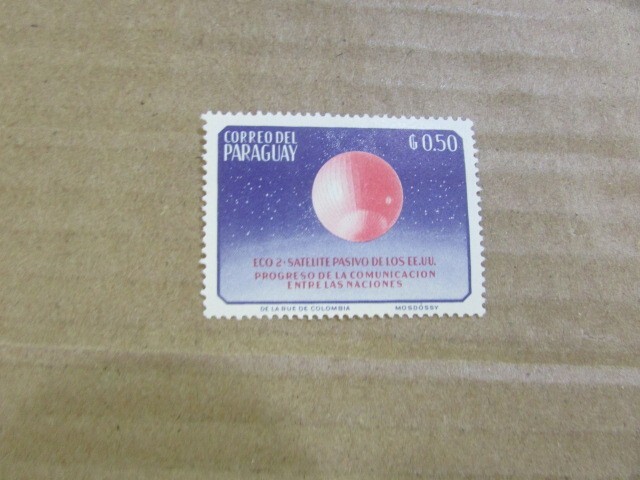 CORREO DEL
PARAGUAY
₲ 0.50
ECO 2 - SATELITE PASIVO DE LOS EE.UU.
PROGRESO DE LA COMUNICACION
ENTRE LAS NACIONES
DE LA RUE DE COLOMBIA MONDÓSSY